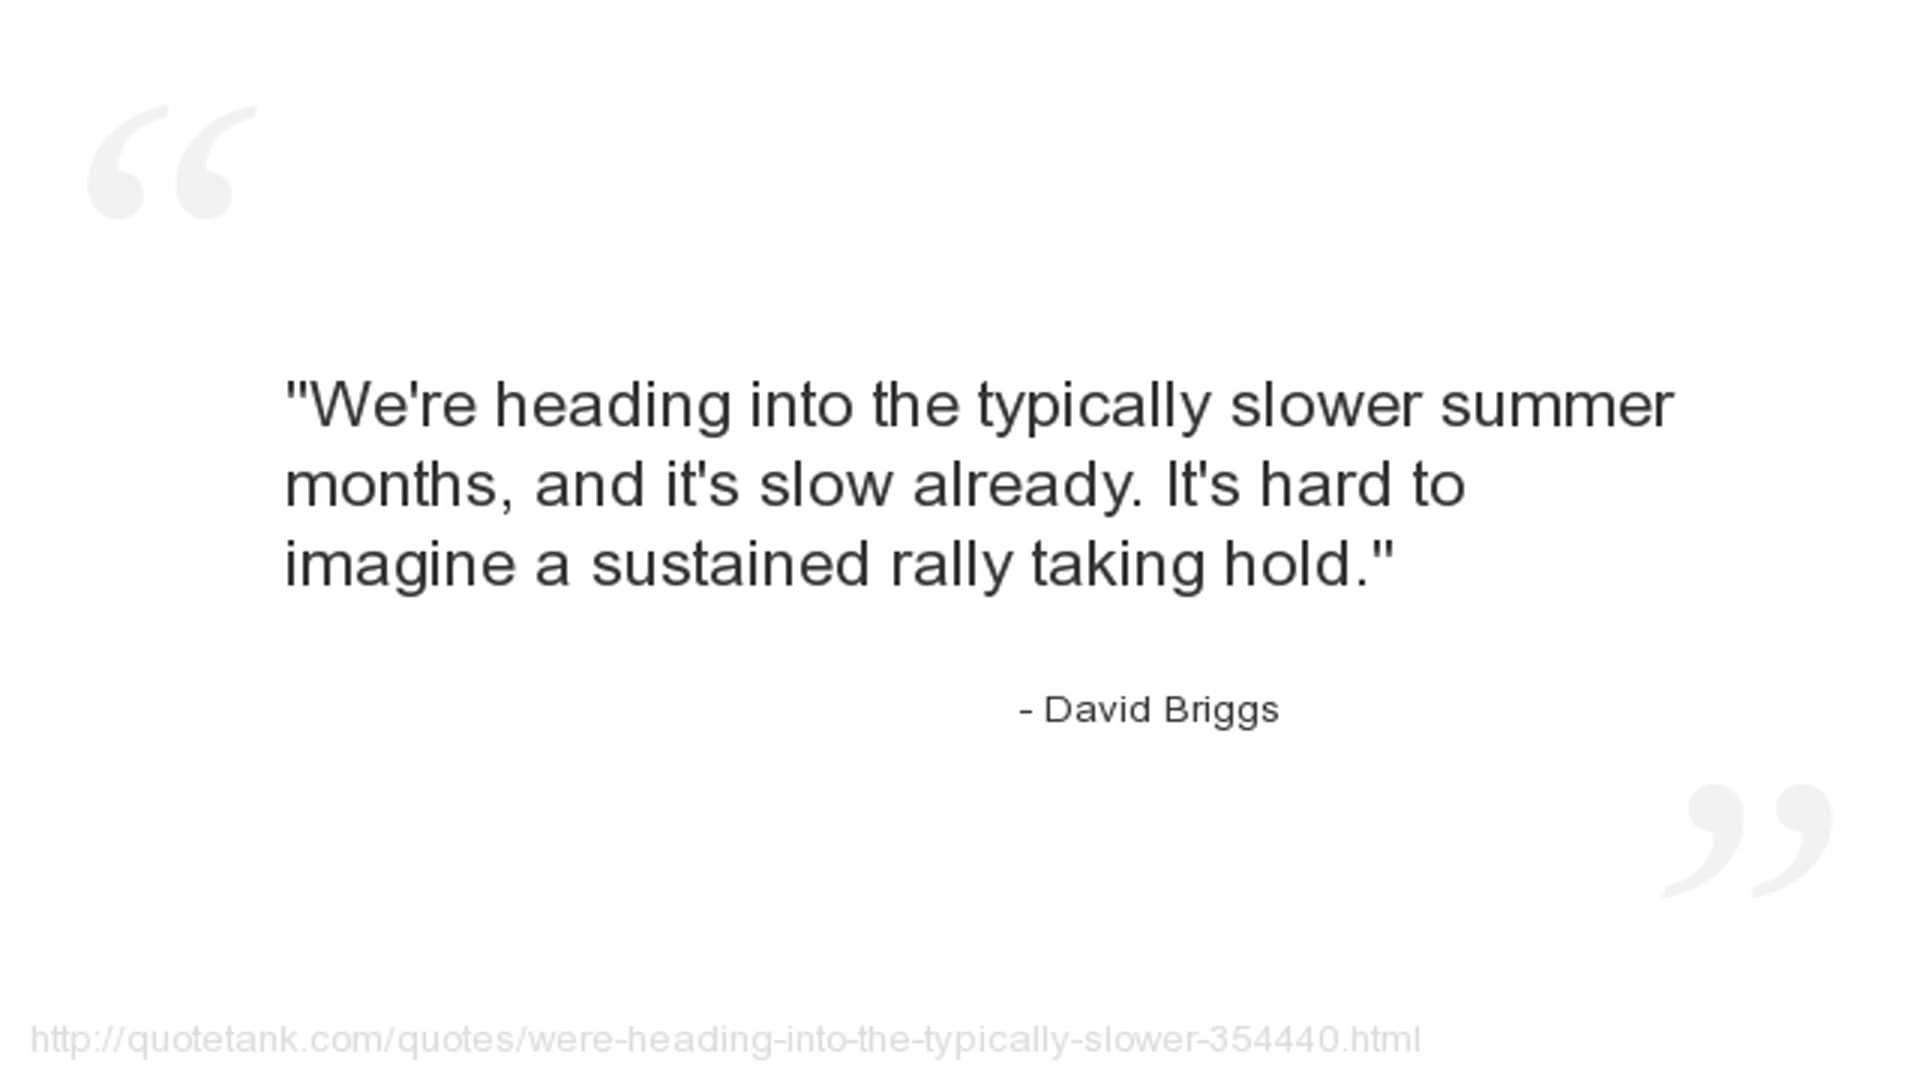 "We're heading into the typically slower summer
months, and it's slow already. It's hard to
imagine a sustained rally taking hold."
- David Briggs
http://quotetank.com/quotes/were-heading-into-the-typically-slower-354440.html